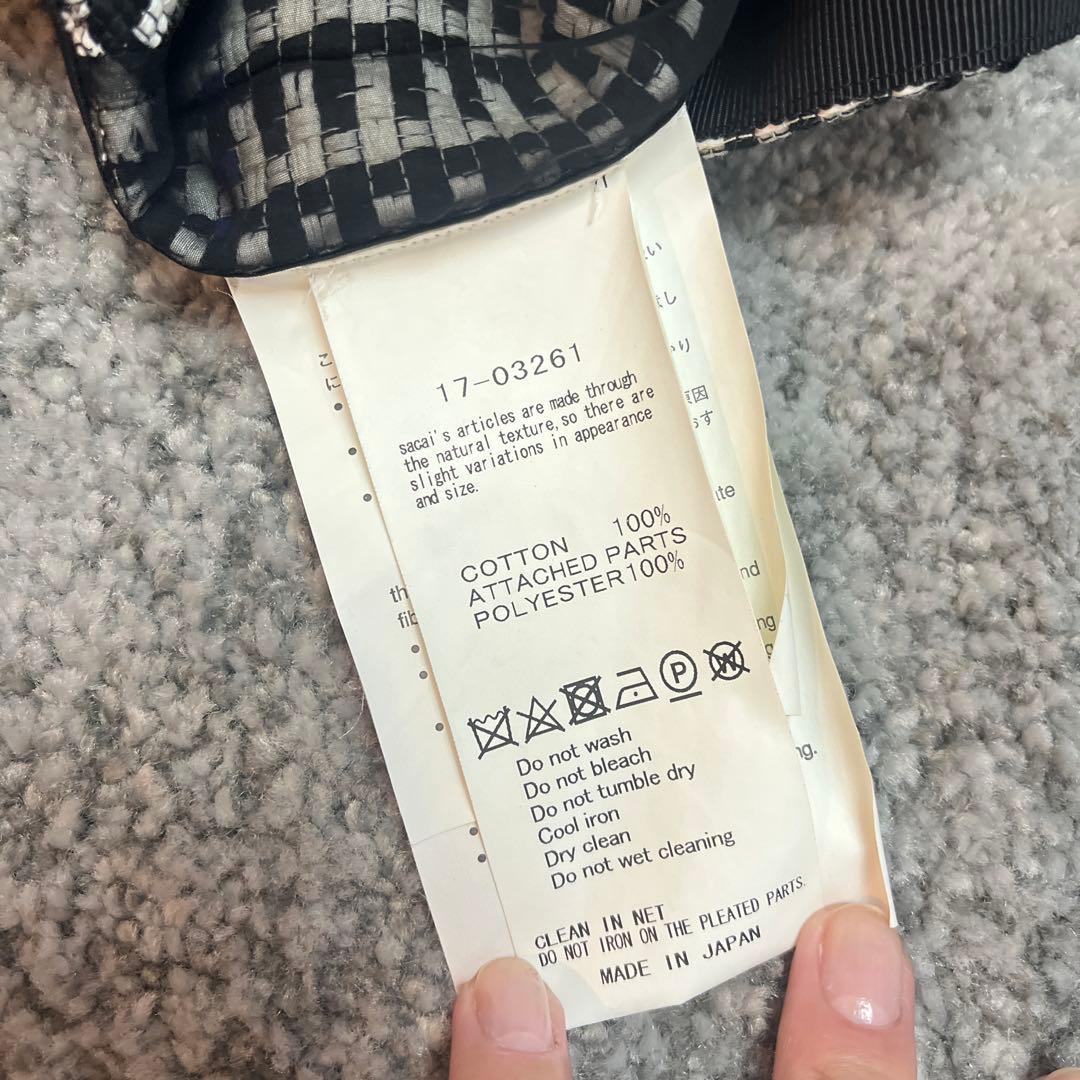 17-03261
sacai's articles are made through
the natural texture, so there are
slight variations in appearance
and size.
COTTON 100%
ATTACHED PARTS
POLYESTER 100%
P
W
Do not wash
Do not bleach
Do not tumble dry
Cool iron
Dry clean
Do not wet cleaning
CLEAN IN NET
DO NOT IRON ON THE PLEATED PARTS.
MADE IN JAPAN